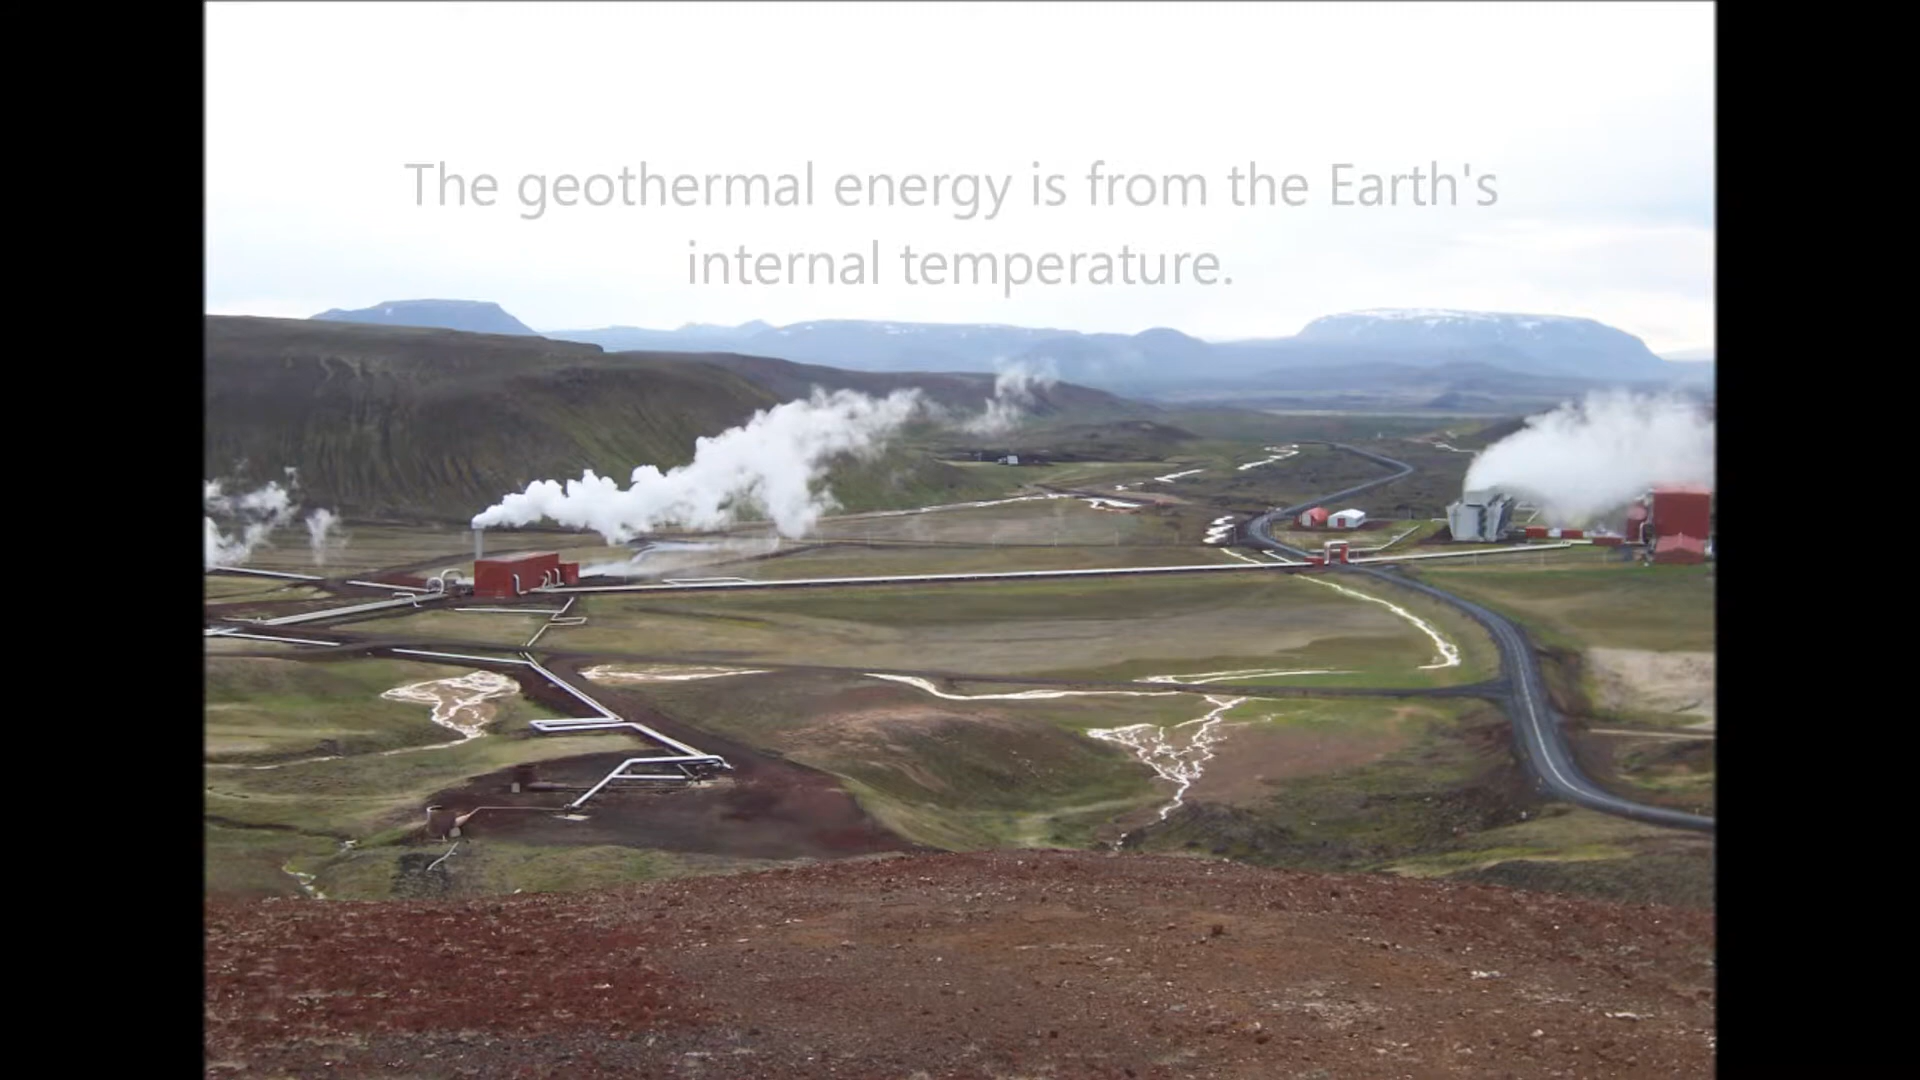 The geothermal energy is from the Earth's
internal temperature.